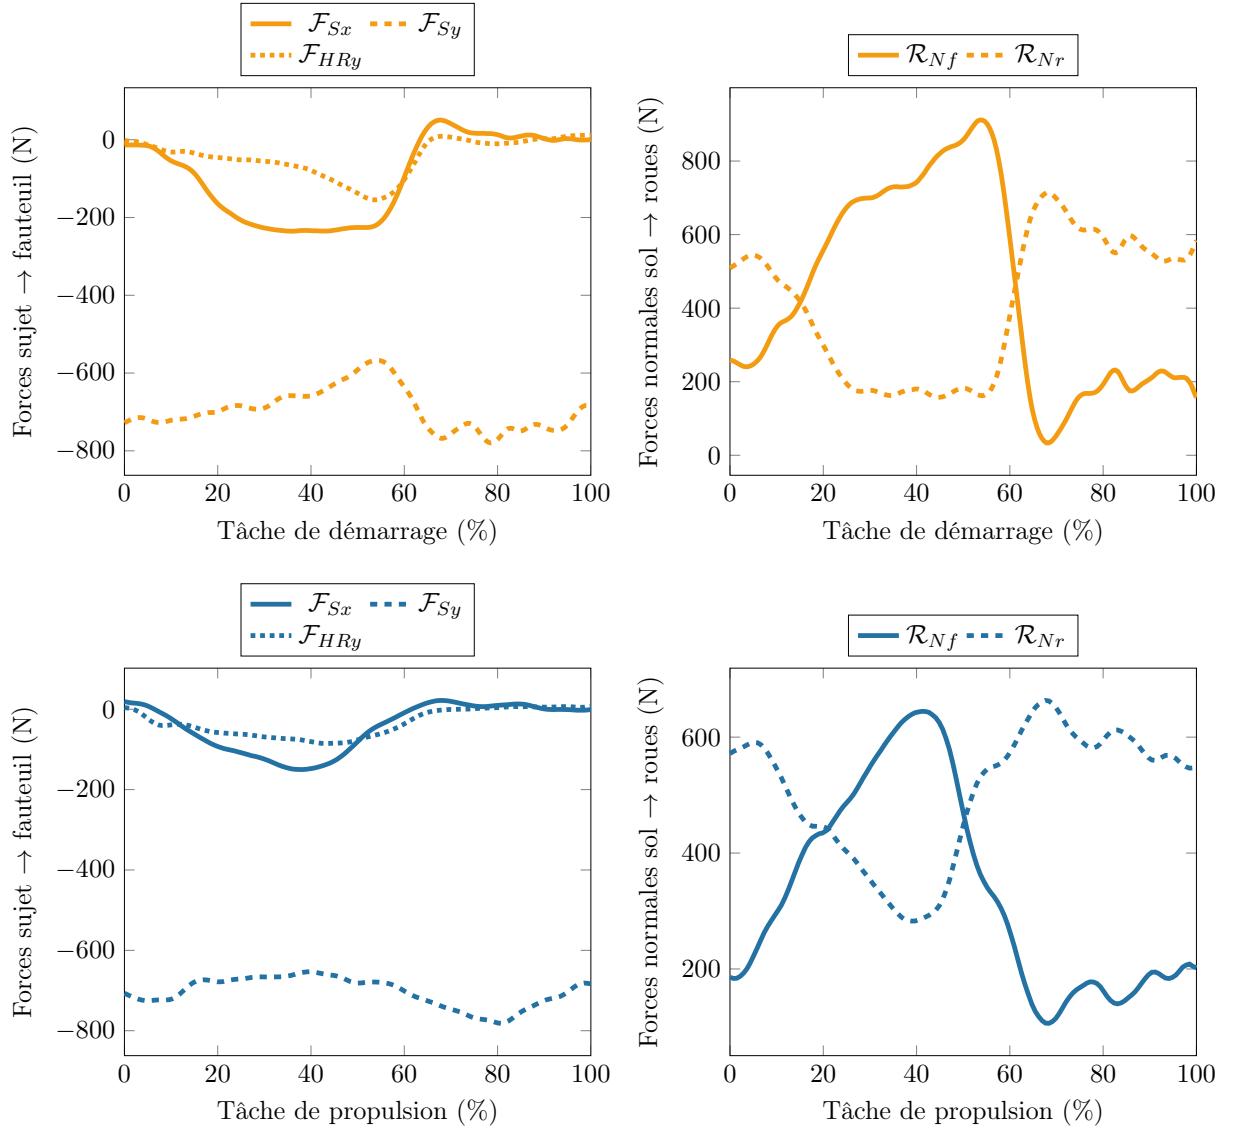 ℱSx ℱSy
ℱHRy
Forces sujet → fauteuil (N)
0
−200
−400
−600
−800
0 20 40 60 80 100
Tâche de démarrage (%)
ℛNf ℛNr
Forces normales sol → roues (N)
800
600
400
200
0
0 20 40 60 80 100
Tâche de démarrage (%)
ℱSx ℱSy
ℱHRy
Forces sujet → fauteuil (N)
0
−200
−400
−600
−800
0 20 40 60 80 100
Tâche de propulsion (%)
ℛNf ℛNr
Forces normales sol → roues (N)
600
400
200
0 20 40 60 80 100
Tâche de propulsion (%)